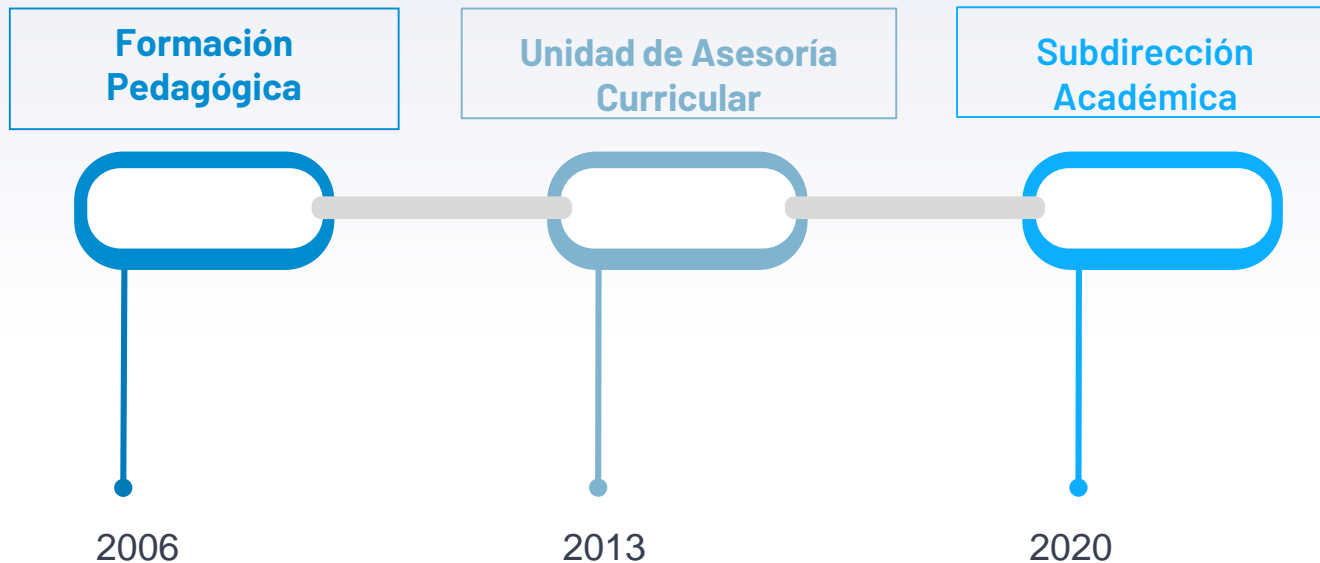 Formación
Pedagógica
Unidad de Asesoría
Curricular
Subdirección
Académica
2006
2013
2020